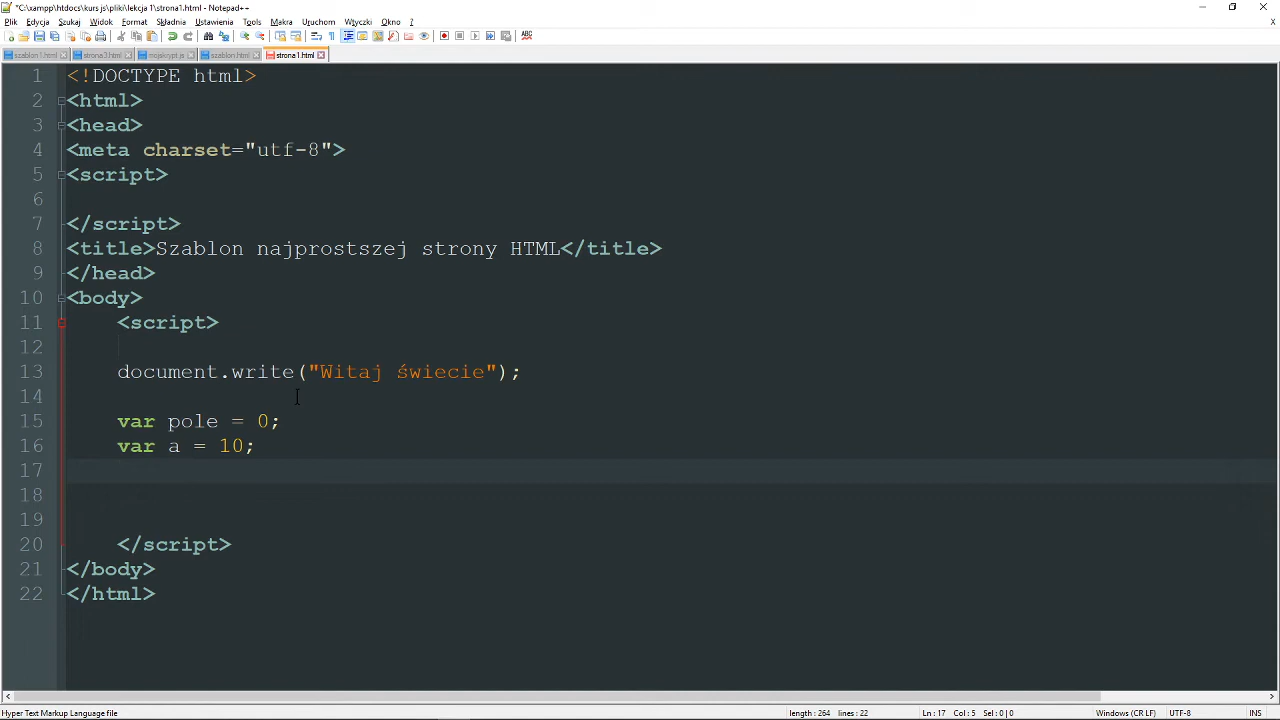 *C:\xampp\htdocs\kurs js\pliki\lekcja 1\strona1.html - Notepad++
Plik Edycja Szukaj Widok Format Składnia Ustawienia Tools Makra Uruchom Wtyczki Okno ?
szablon1.html strona3.html mojskrypt.js szablon.html strona1.html
1 <!DOCTYPE html>
2 <html>
3 <head>
4 <meta charset="utf-8">
5 <script>
6
7 </script>
8 <title>Szablon najprostszej strony HTML</title>
9 </head>
10 <body>
11 <script>
12
13 document.write("Witaj świecie");
14
15 var pole = 0;
16 var a = 10;
17
18
19
20 </script>
21 </body>
22 </html>
Hyper Text Markup Language file length : 264 lines : 22 Ln : 17 Col : 5 Sel : 0 | 0 Windows (CR LF) UTF-8 INS